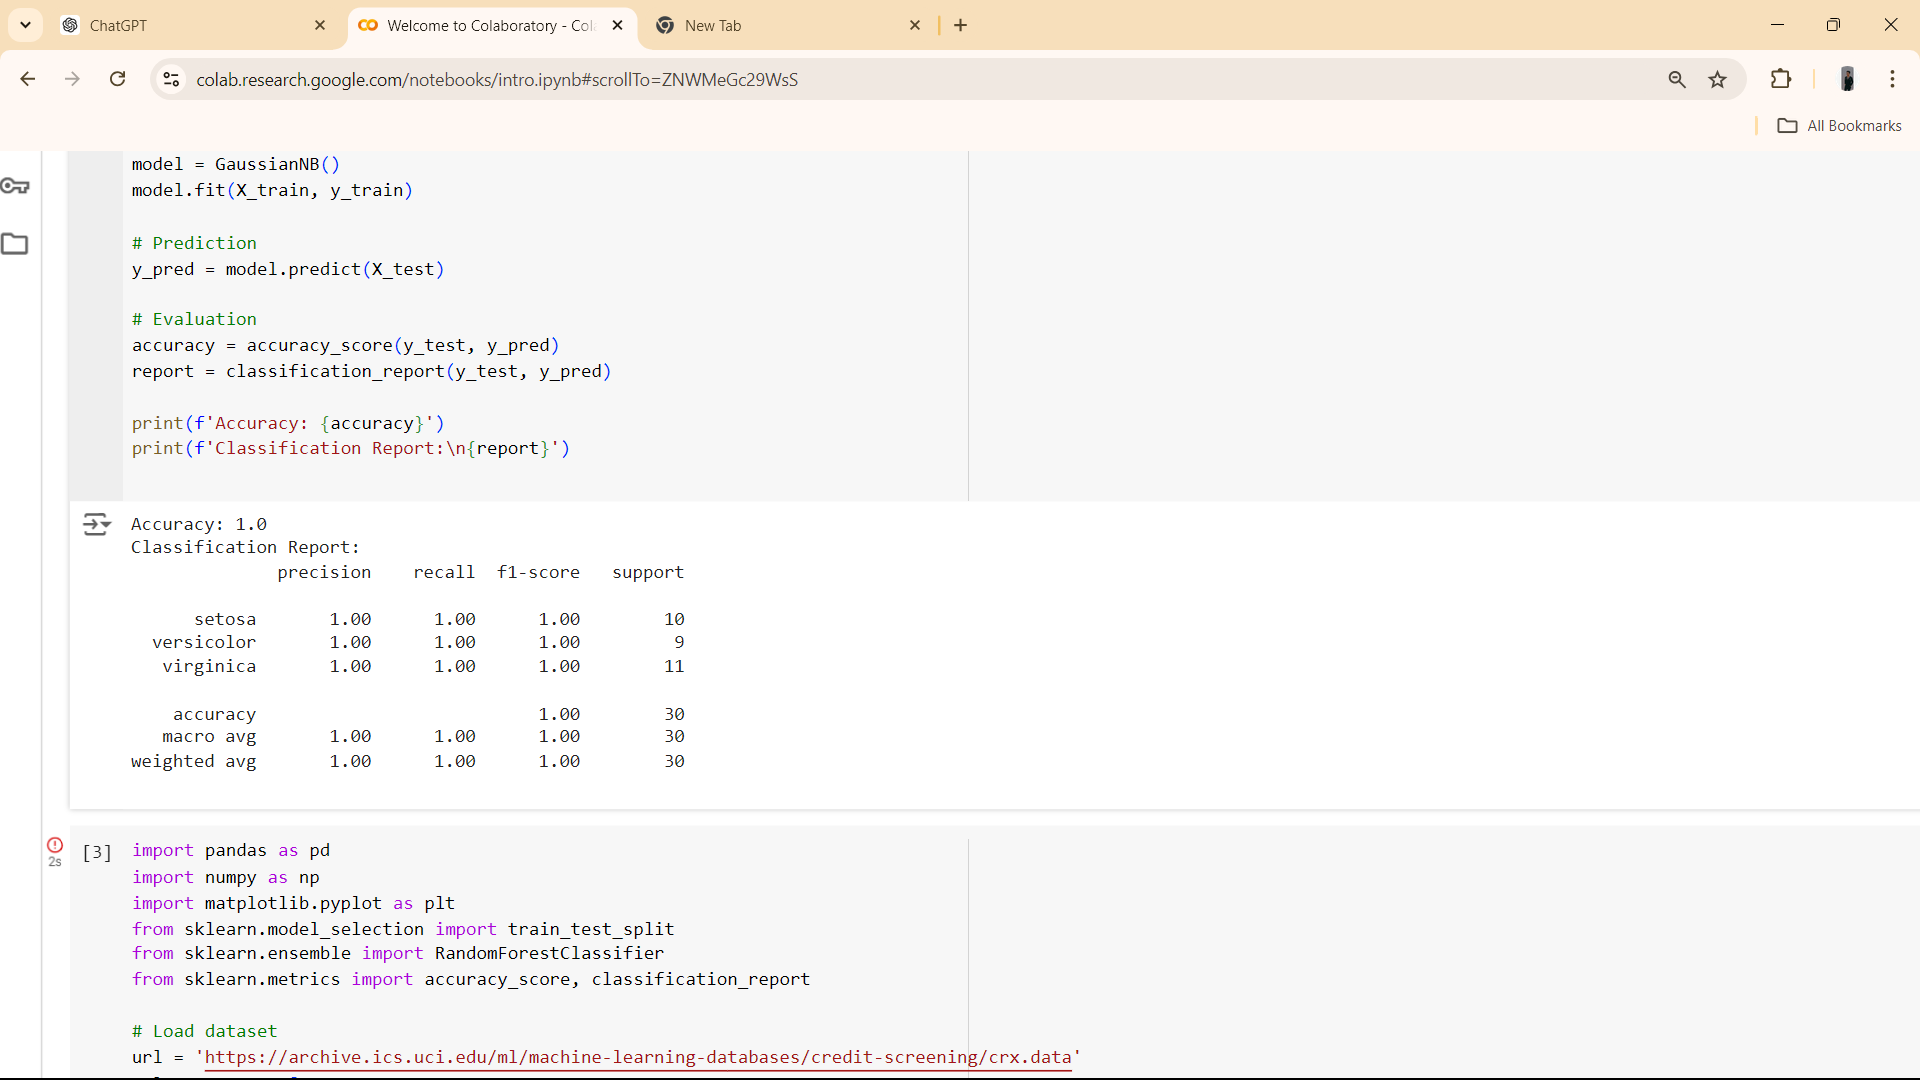 ChatGPT
Welcome to Colaboratory - Col
New Tab
colab.research.google.com/notebooks/intro.ipynb#scrollTo=ZNWMeGc29WsS
All Bookmarks
model = GaussianNB()
model.fit(X_train, y_train)
# Prediction
y_pred = model.predict(X_test)
# Evaluation
accuracy = accuracy_score(y_test, y_pred)
report = classification_report(y_test, y_pred)
print(f'Accuracy: {accuracy}')
print(f'Classification Report:\n{report}')
Accuracy: 1.0
Classification Report:
precision recall f1-score support
setosa 1.00 1.00 1.00 10
versicolor 1.00 1.00 1.00 9
virginica 1.00 1.00 1.00 11
accuracy 1.00 30
macro avg 1.00 1.00 1.00 30
weighted avg 1.00 1.00 1.00 30
2s
[3] import pandas as pd
import numpy as np
import matplotlib.pyplot as plt
from sklearn.model_selection import train_test_split
from sklearn.ensemble import RandomForestClassifier
from sklearn.metrics import accuracy_score, classification_report
# Load dataset
url = 'https://archive.ics.uci.edu/ml/machine-learning-databases/credit-screening/crx.data'